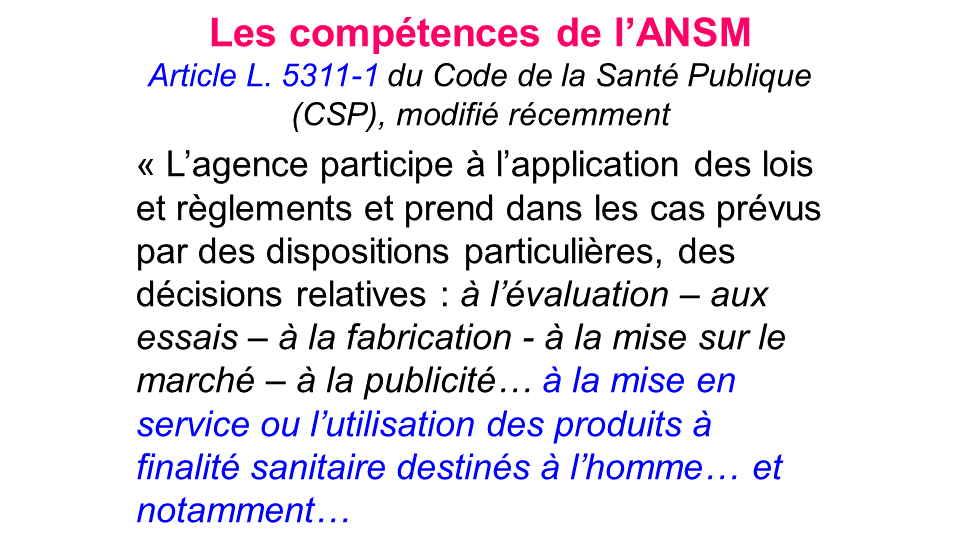 Les compétences de l’ANSM
Article L. 5311-1 du Code de la Santé Publique
(CSP), modifié récemment
« L’agence participe à l’application des lois
et règlements et prend dans les cas prévus
par des dispositions particulières, des
décisions relatives : à l’évaluation – aux
essais – à la fabrication - à la mise sur le
marché – à la publicité… à la mise en
service ou l’utilisation des produits à
finalité sanitaire destinés à l’homme… et
notamment…